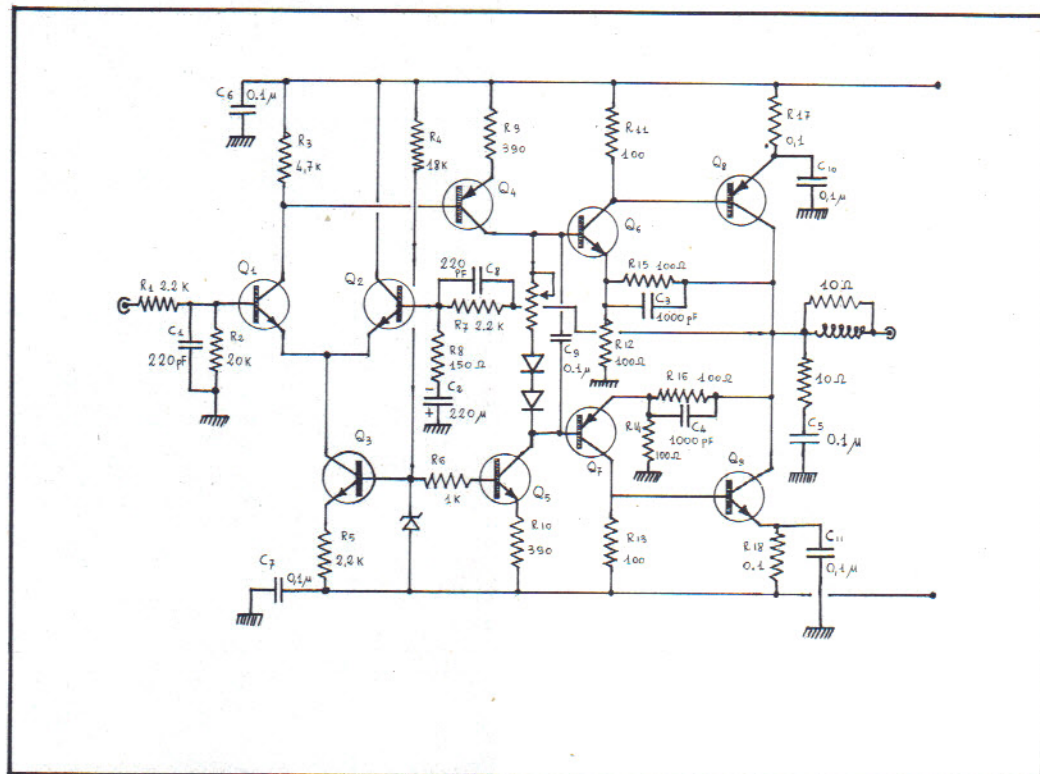 C6 0.1µ
R3
4,7K
R4
18K
R9
390
R11
100
R17
0,1
Q8
C10
0,1µ
Q4
Q6
Q1
Q2
220
PF C8
R15 100Ω
C3
1000PF
10Ω
R1 2.2K
R7 2.2K
C1
220PF
R2
20K
R8
150Ω
C2
220µ
-
+
C9
0.1µ
R12
100Ω
10Ω
R16 100Ω
C4
1000PF
R14
100Ω
C5
0.1µ
Q3
R6
1K
Q5
Q7
Q9
R5
2,2K
R10
390
R13
100
R18
0.1
C11
0,1µ
C7
0,1µ